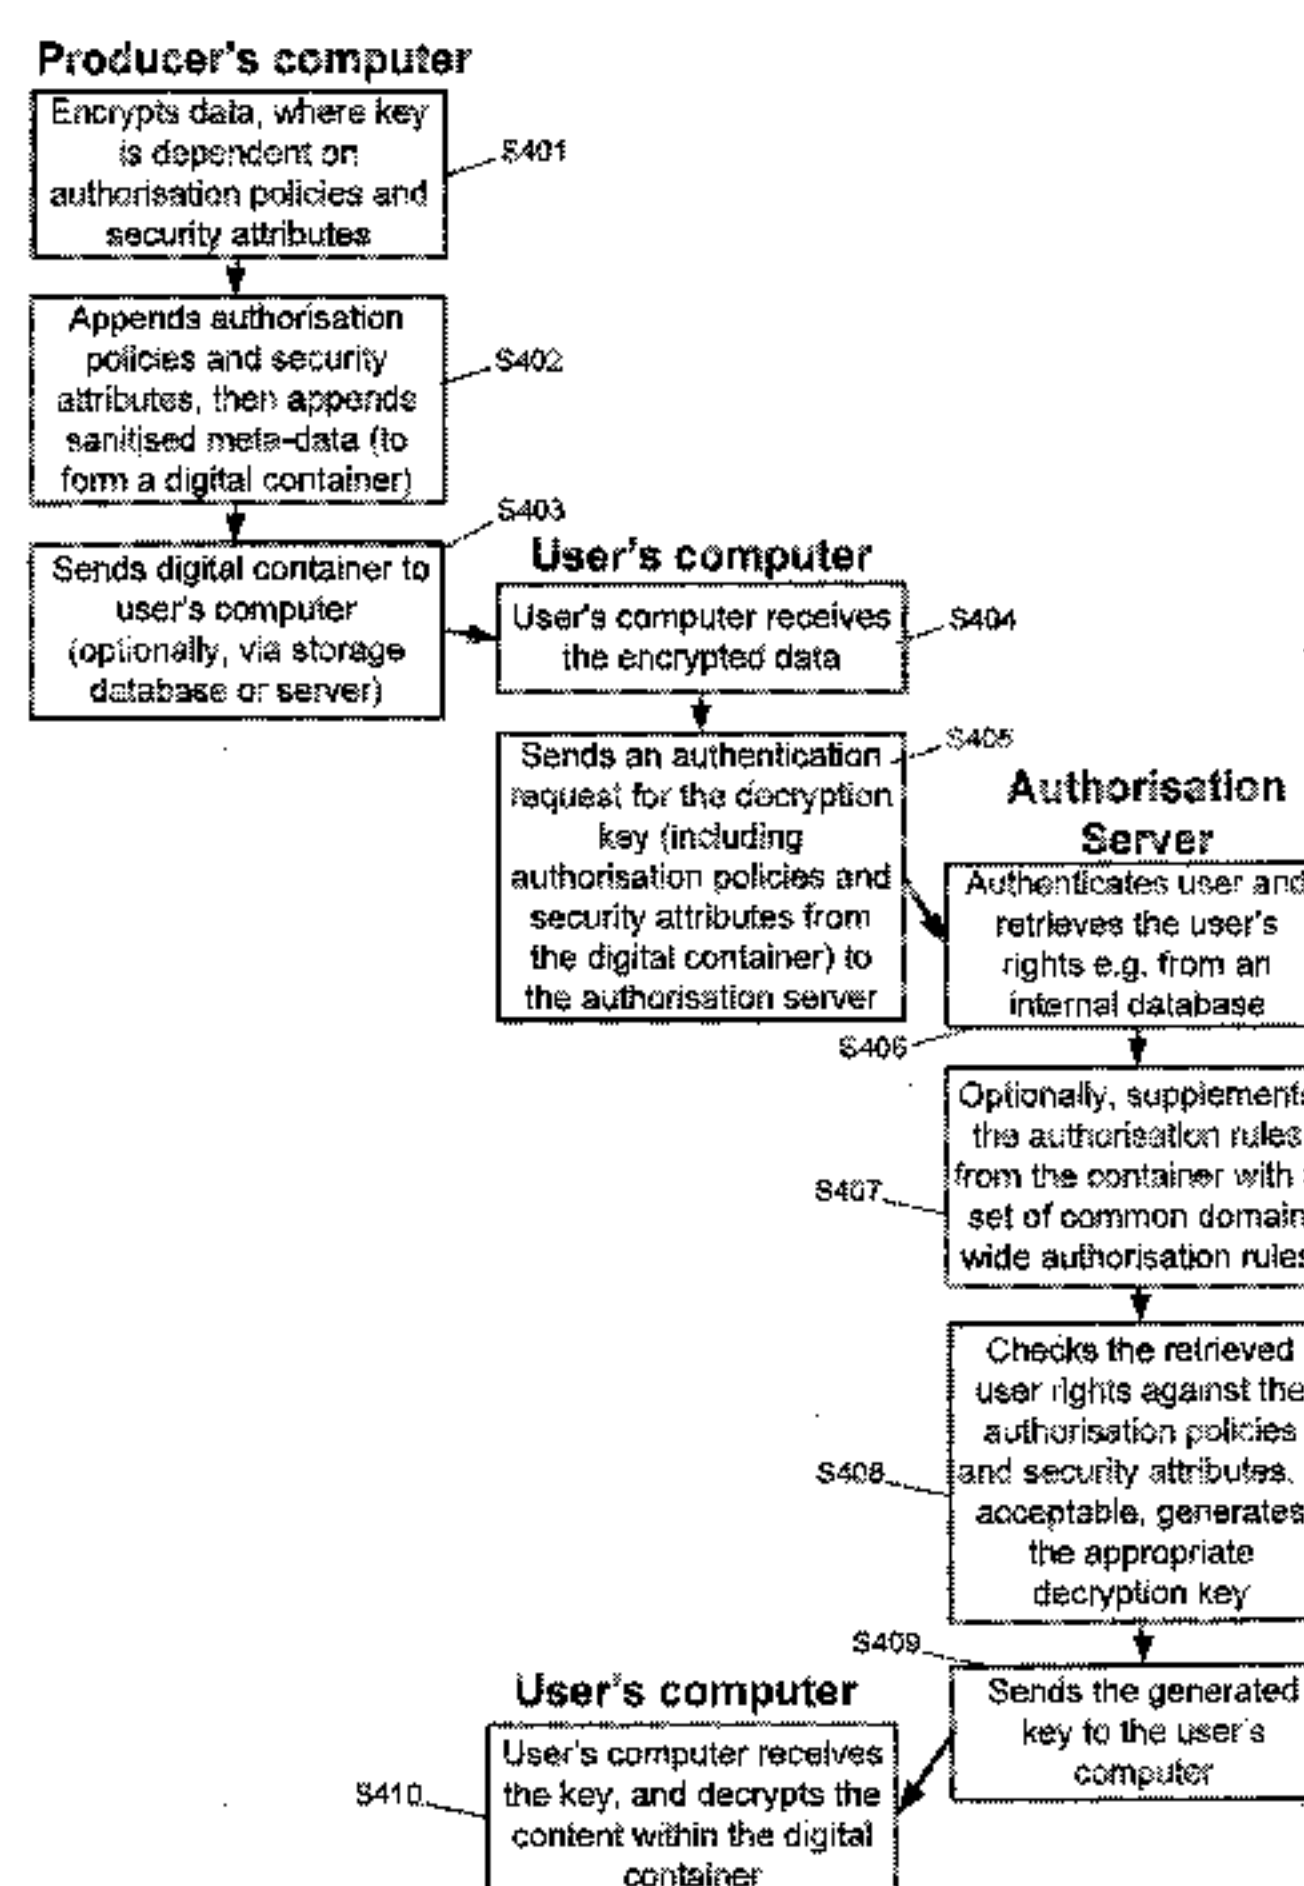 Producer's computer
Encrypts data, where key
is dependent on
authorisation policies and
security attributes
S401
Appends authorisation
policies and security
attributes, then appends
sanitised meta-data (to
form a digital container)
S402
S403
Sends digital container to
user's computer
(optionally, via storage
database or server)
User's computer
User's computer receives
the encrypted data
S404
S405
Sends an authentication
request for the decryption
key (including
authorisation policies and
security attributes from
the digital container) to
the authorisation server
Authorisation
Server
Authenticates user and
retrieves the user's
rights e.g. from an
internal database
S406
Optionally, supplements
the authorisation rules
from the container with
set of common domain
wide authorisation rules
S407
Checks the retrieved
user rights against the
authorisation policies
and security attributes.
acceptable, generates
the appropriate
decryption key
S408
S409
Sends the generated
key to the user's
computer
User's computer
User's computer receives
the key, and decrypts the
content within the digital
container
S410